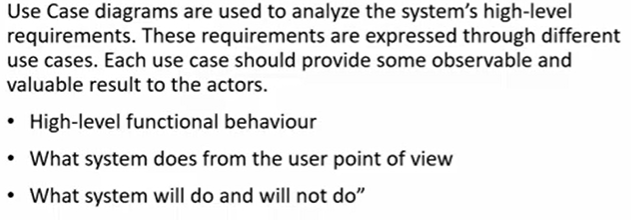 Use Case diagrams are used to analyze the system’s high-level
requirements. These requirements are expressed through different
use cases. Each use case should provide some observable and
valuable result to the actors.
• High-level functional behaviour
• What system does from the user point of view
• What system will do and will not do”